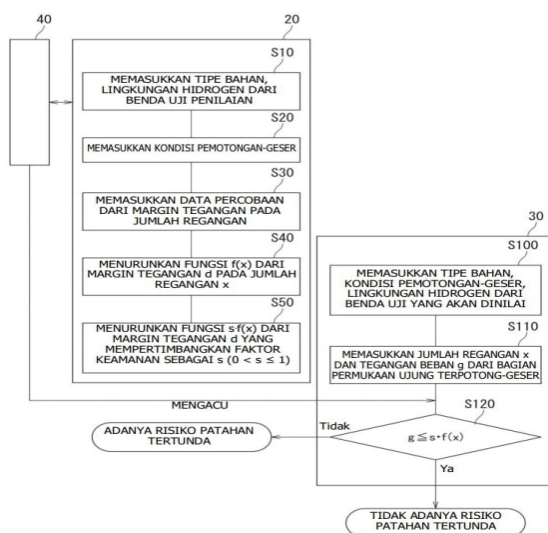 40
20
S10
MEMASUKKAN TIPE BAHAN,
LINGKUNGAN HIDROGEN DARI
BENDA UJI PENILAIAN
S20
MEMASUKKAN KONDISI PEMOTONGAN-GESER
S30
MEMASUKKAN DATA PERCOBAAN
DARI MARGIN TEGANGAN PADA
JUMLAH REGANGAN
S40
MENURUNKAN FUNGSI f(x) DARI
MARGIN TEGANGAN d PADA JUMLAH
REGANGAN x
S50
MENURUNKAN FUNGSI s·f(x) DARI
MARGIN TEGANGAN d YANG
MEMPERTIMBANGKAN FAKTOR
KEAMANAN SEBAGAI s (0 < s ≤ 1)
30
S100
MEMASUKKAN TIPE BAHAN,
KONDISI PEMOTONGAN-GESER,
LINGKUNGAN HIDROGEN DARI
BENDA UJI YANG AKAN DINILAI
S110
MEMASUKKAN JUMLAH REGANGAN x
DAN TEGANGAN BEBAN g DARI BAGIAN
PERMUKAAN UJUNG TERPOTONG-GESER
MENGACU
S120
g≦s·f(x)
Tidak
ADANYA RISIKO PATAHAN
TERTUNDA
Ya
TIDAK ADANYA RISIKO
PATAHAN TERTUNDA